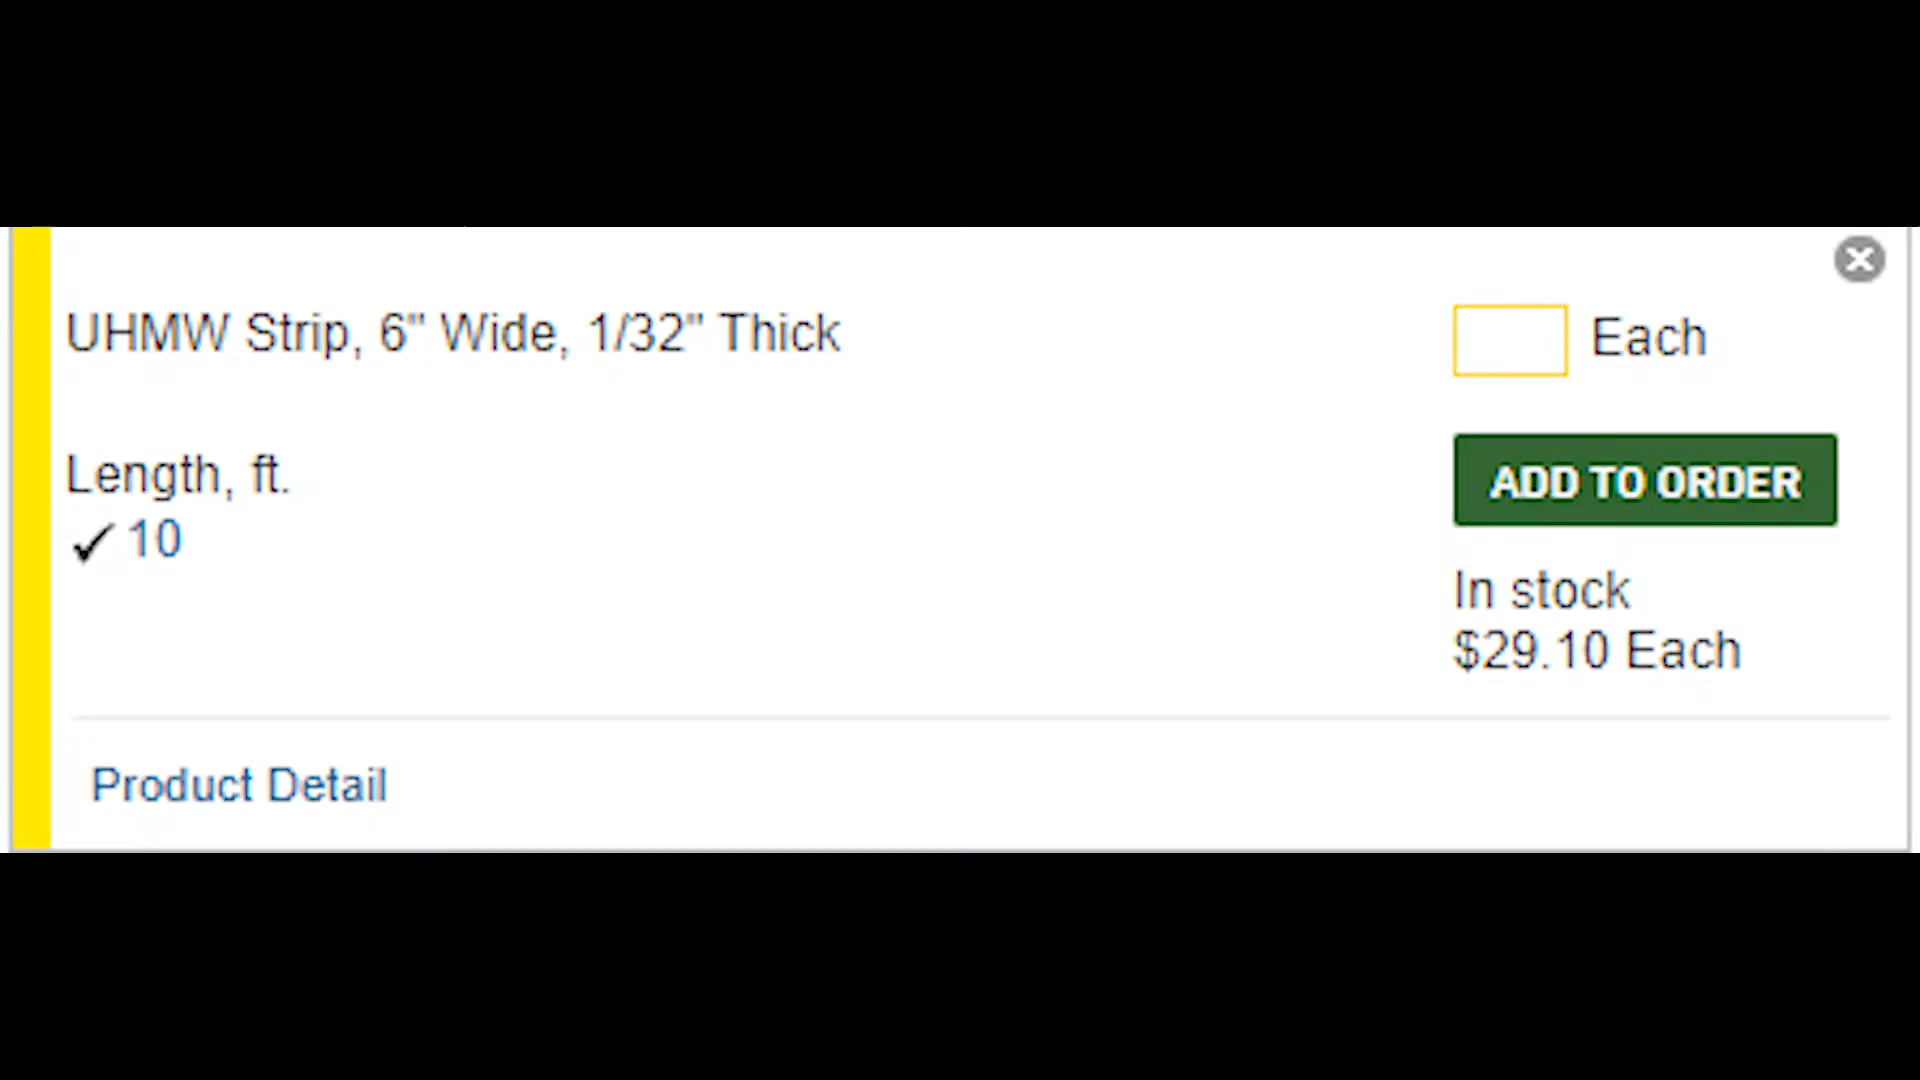 UHMW Strip, 6" Wide, 1/32" Thick
Each
Length, ft.
10
ADD TO ORDER
In stock
$29.10 Each
Product Detail